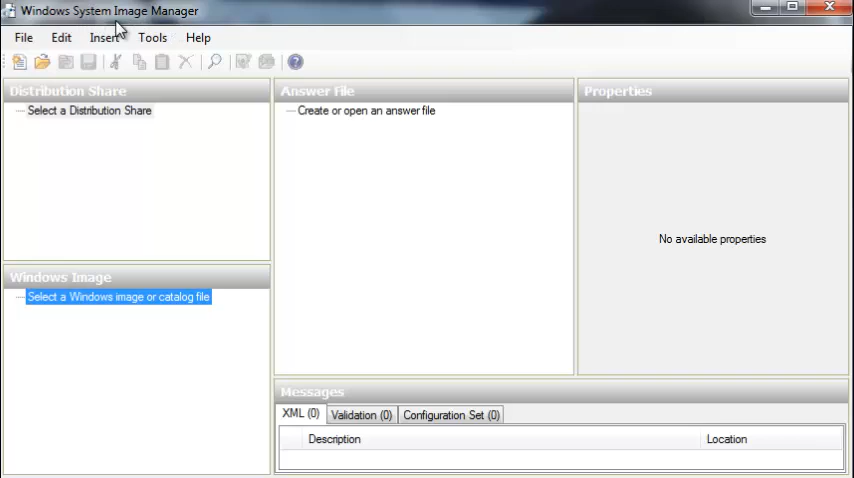 Windows System Image Manager
File Edit Insert Tools Help
Distribution Share
Select a Distribution Share
Windows Image
Select a Windows image or catalog file
Answer File
Create or open an answer file
Properties
No available properties
Messages
XML (0) Validation (0) Configuration Set (0)
Description Location